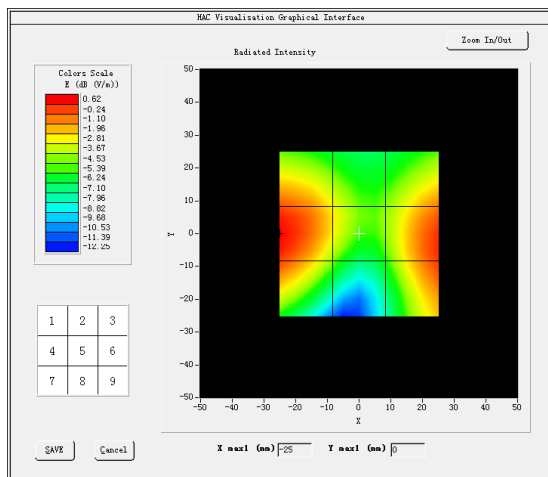 HAC Visualisation Graphical Interface
Zoom In/Out
Radiated Intensity
Colors Scale
E (dB (V/m))
0.62
-0.24
-1.10
-1.96
-2.81
-3.67
-4.53
-5.39
-6.24
-7.10
-7.96
-8.82
-9.68
-10.53
-11.39
-12.25
50
40
30
20
10
0
-10
-20
-30
-40
-50
Y
-50 -40 -30 -20 -10 0 10 20 30 40 50
X
1 2 3
4 5 6
7 8 9
SAVE Cancel
X max1 (mm) -25 Y max1 (mm) 0